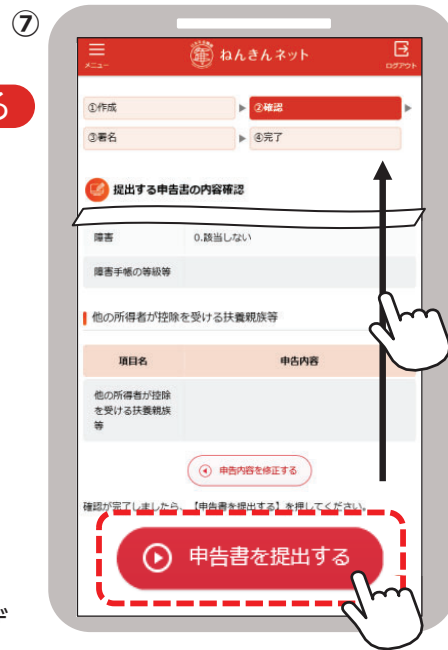 ⑦
メニュー
ねんきんネット
ログアウト
①作成
②確認
③署名
④完了
る
提出する申告書の内容確認
障害 0.該当しない
障害手帳の等級等
他の所得者が控除を受ける扶養親族等
項目名 申告内容
他の所得者が控除
を受ける扶養親族
等
申告内容を修正する
確認が完了しましたら、【申告書を提出する】を押してください。
申告書を提出する